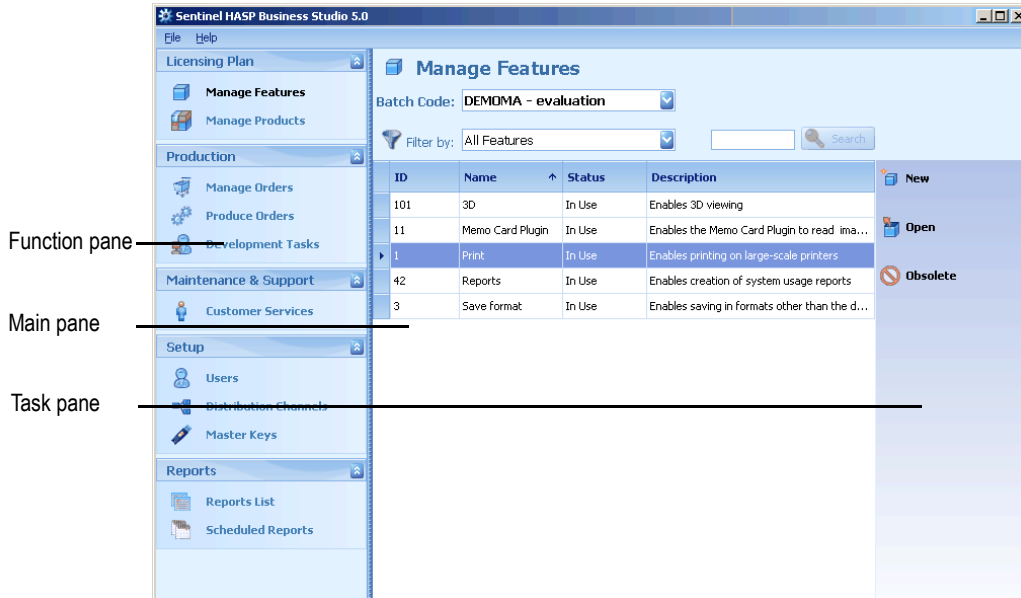 Sentinel HASP Business Studio 5.0
File Help
Licensing Plan
Manage Features
Manage Products
Production
Manage Orders
Produce Orders
Development Tasks
Maintenance & Support
Customer Services
Setup
Users
Distribution Channels
Master Keys
Reports
Reports List
Scheduled Reports
Function pane
Main pane
Task pane
Manage Features
Batch Code: DEMOMA - evaluation
Filter by: All Features Search
ID Name Status Description
101 3D In Use Enables 3D viewing
11 Memo Card Plugin In Use Enables the Memo Card Plugin to read ima...
1 Print In Use Enables printing on large-scale printers
42 Reports In Use Enables creation of system usage reports
3 Save format In Use Enables saving in formats other than the d...
New
Open
Obsolete